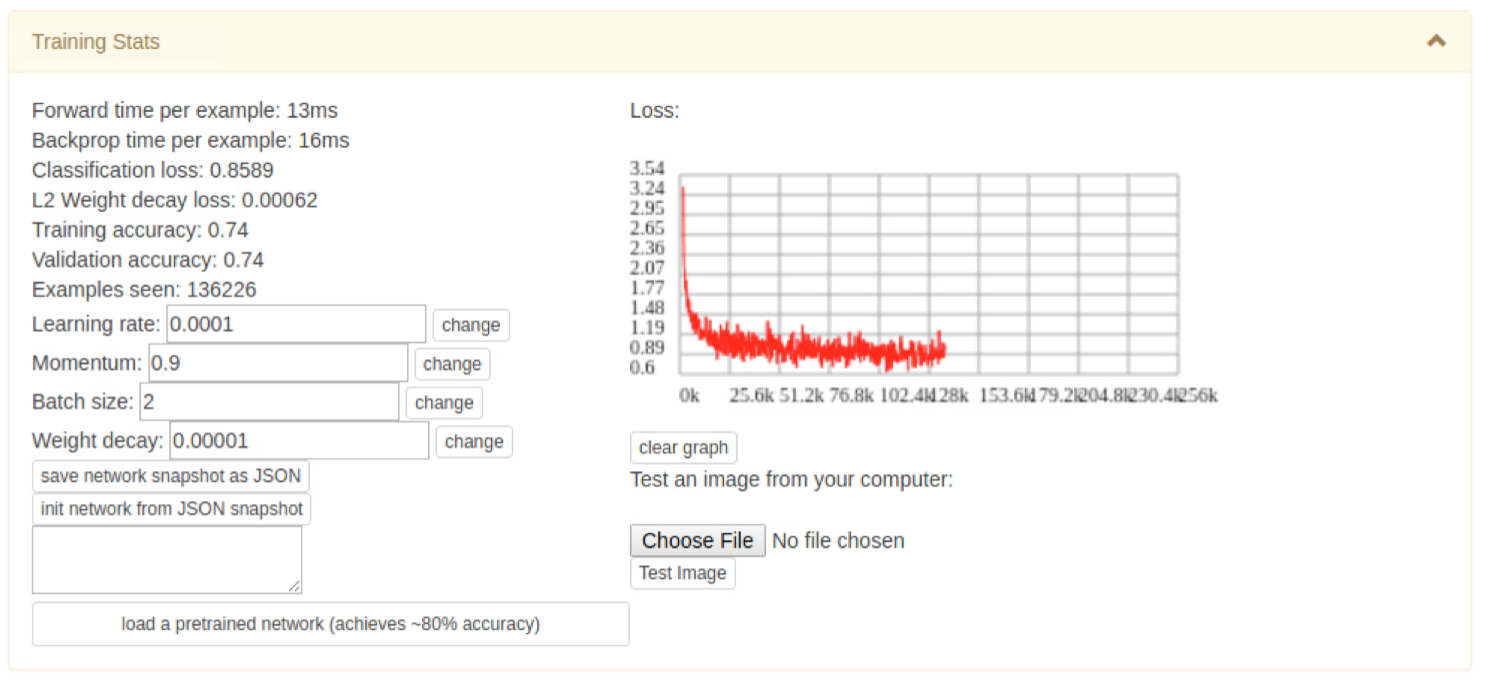 Training Stats
Forward time per example: 13ms
Backprop time per example: 16ms
Classification loss: 0.8589
L2 Weight decay loss: 0.00062
Training accuracy: 0.74
Validation accuracy: 0.74
Examples seen: 136226
Learning rate: 0.0001 change
Momentum: 0.9 change
Batch size: 2 change
Weight decay: 0.00001 change
save network snapshot as JSON
init network from JSON snapshot
load a pretrained network (achieves ~80% accuracy)
Loss:
3.54
3.24
2.95
2.65
2.36
2.07
1.77
1.48
1.19
0.89
0.6
0k 25.6k 51.2k 76.8k 102.4k 128k 153.6k 179.2k 204.8k 230.4k 256k
clear graph
Test an image from your computer:
Choose File No file chosen
Test Image